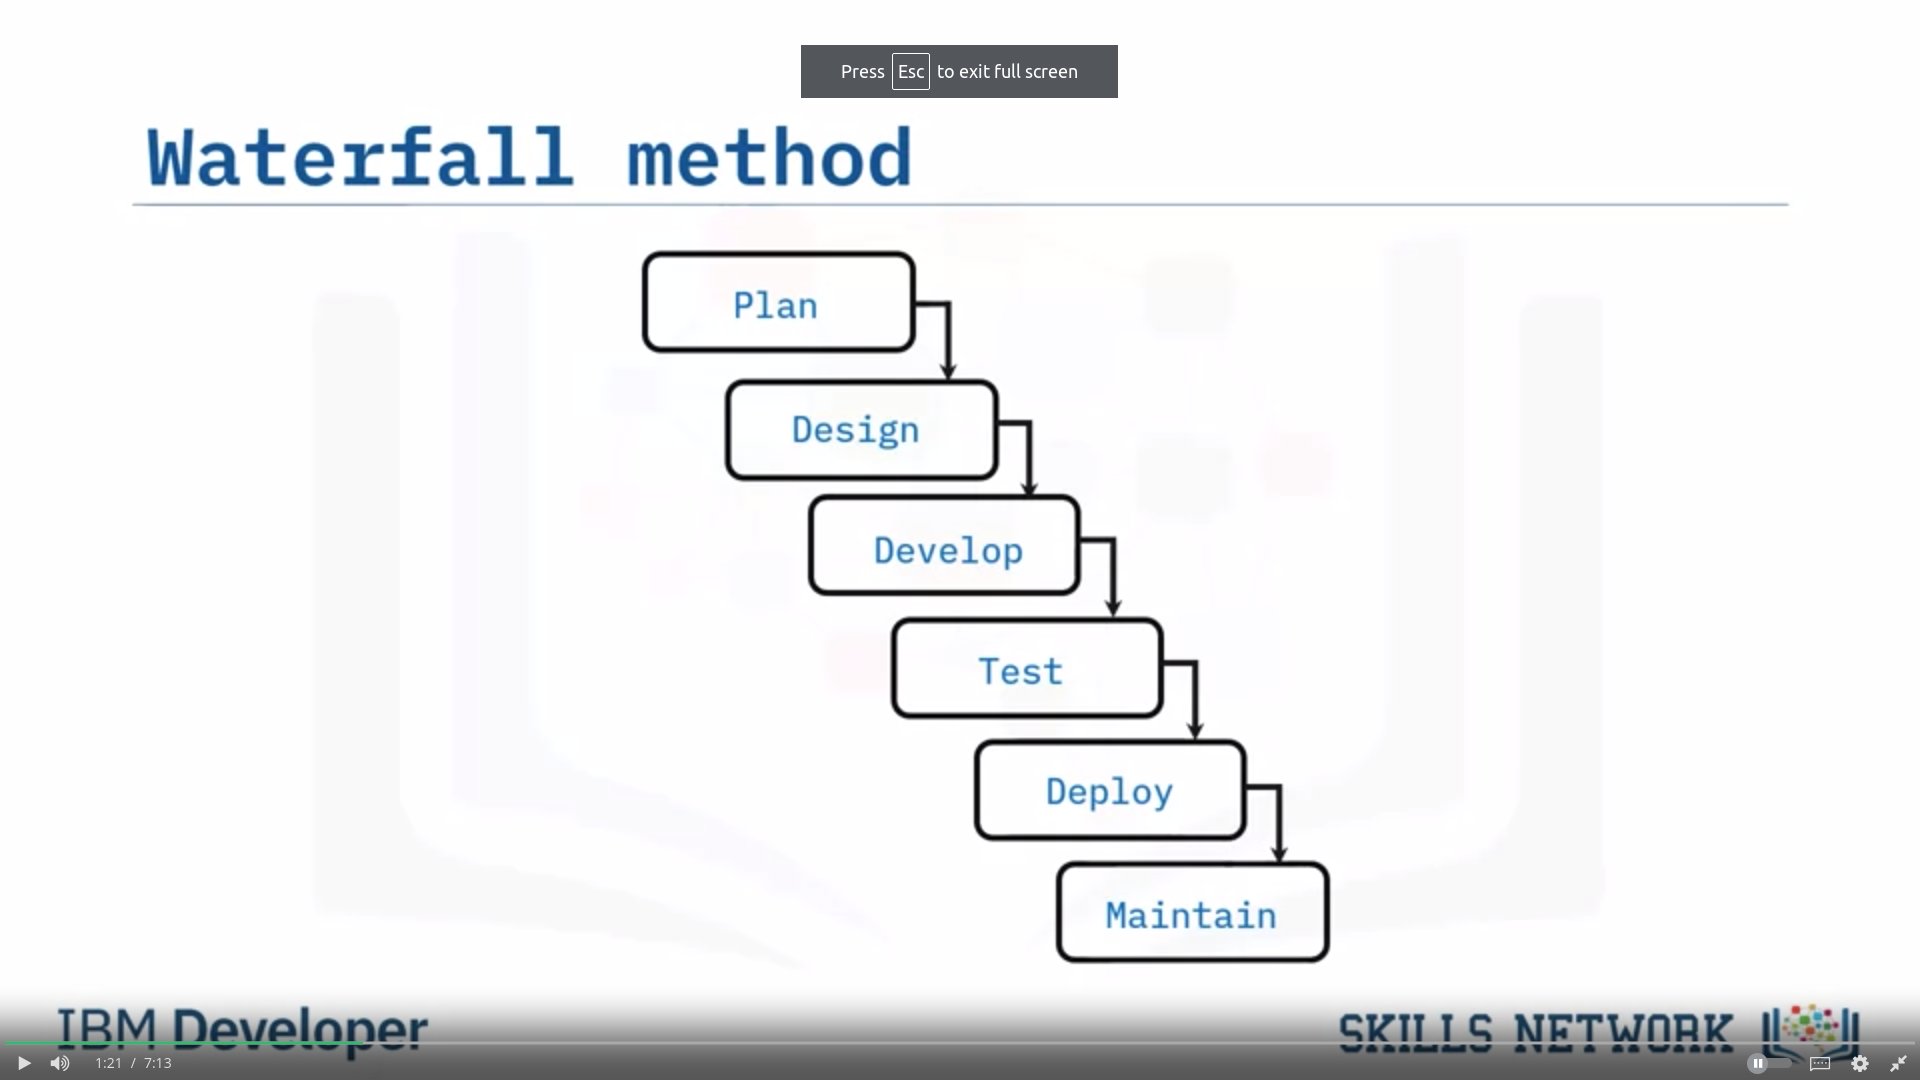 Press Esc to exit full screen
Waterfall method
Plan
Design
Develop
Test
Deploy
Maintain
IBM Developer
SKILLS NETWORK
1:21 / 7:13